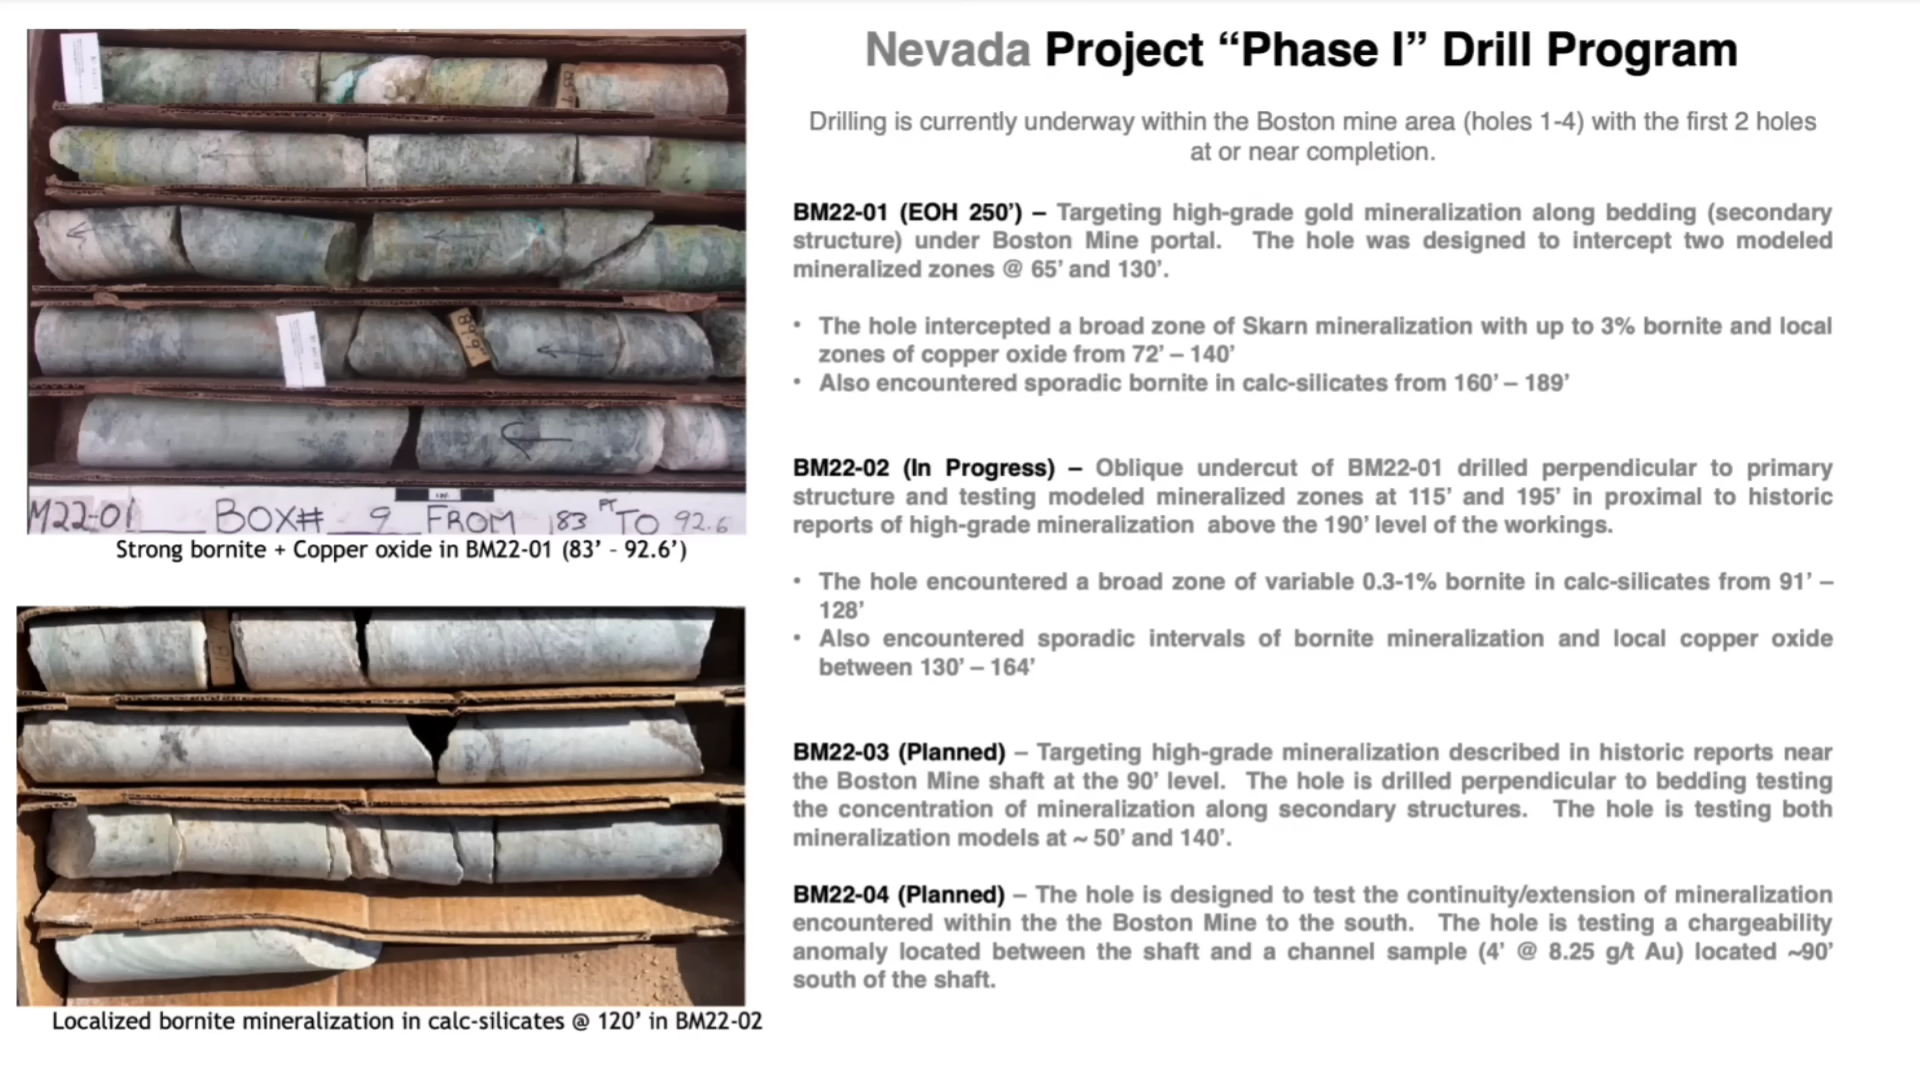 Nevada Project “Phase I” Drill Program
Drilling is currently underway within the Boston mine area (holes 1-4) with the first 2 holes
at or near completion.
BM22-01 (EOH 250’) – Targeting high-grade gold mineralization along bedding (secondary
structure) under Boston Mine portal. The hole was designed to intercept two modeled
mineralized zones @ 65’ and 130’.
• The hole intercepted a broad zone of Skarn mineralization with up to 3% bornite and local
zones of copper oxide from 72’ – 140’
• Also encountered sporadic bornite in calc-silicates from 160’ – 189’
BM22-02 (In Progress) – Oblique undercut of BM22-01 drilled perpendicular to primary
structure and testing modeled mineralized zones at 115’ and 195’ in proximal to historic
reports of high-grade mineralization above the 190’ level of the workings.
• The hole encountered a broad zone of variable 0.3-1% bornite in calc-silicates from 91’ –
128’
• Also encountered sporadic intervals of bornite mineralization and local copper oxide
between 130’ – 164’
BM22-03 (Planned) – Targeting high-grade mineralization described in historic reports near
the Boston Mine shaft at the 90’ level. The hole is drilled perpendicular to bedding testing
the concentration of mineralization along secondary structures. The hole is testing both
mineralization models at ~ 50’ and 140’.
BM22-04 (Planned) – The hole is designed to test the continuity/extension of mineralization
encountered within the the Boston Mine to the south. The hole is testing a chargeability
anomaly located between the shaft and a channel sample (4’ @ 8.25 g/t Au) located ~90’
south of the shaft.
M22-01 BOX# 9 FROM 83 FT TO 92.6
Strong bornite + Copper oxide in BM22-01 (83’ - 92.6’)
Localized bornite mineralization in calc-silicates @ 120’ in BM22-02